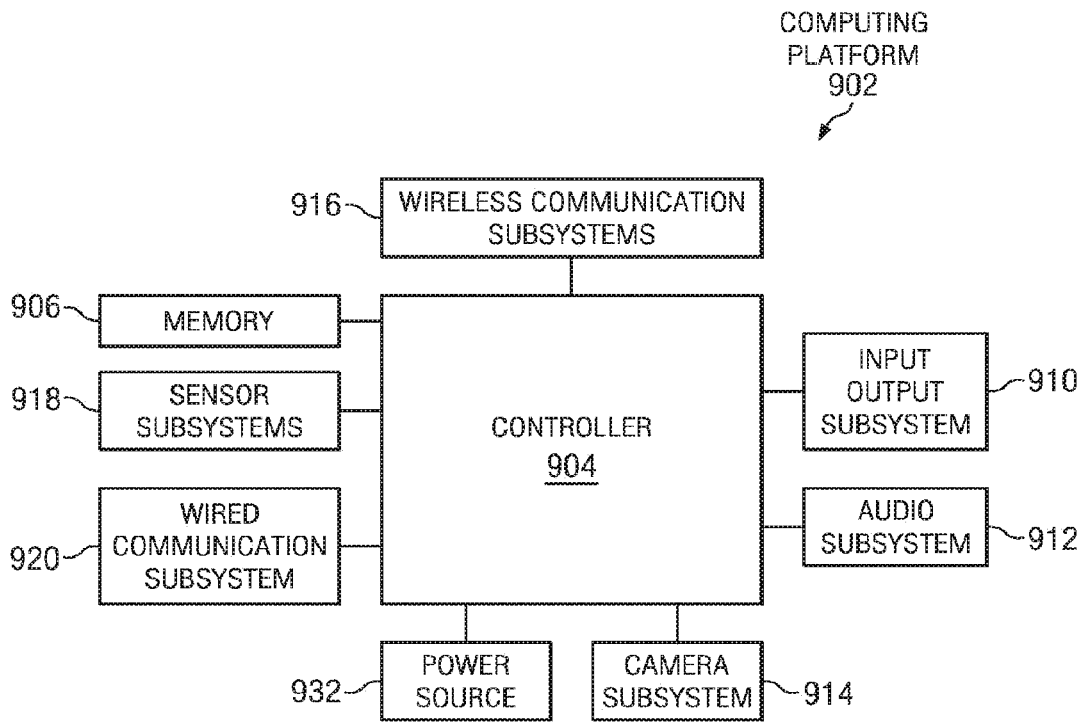 COMPUTING
PLATFORM
902
916
WIRELESS COMMUNICATION
SUBSYSTEMS
906
MEMORY
918
SENSOR
SUBSYSTEMS
920
WIRED
COMMUNICATION
SUBSYSTEM
CONTROLLER
904
INPUT
OUTPUT
SUBSYSTEM
910
AUDIO
SUBSYSTEM
912
932
POWER
SOURCE
CAMERA
SUBSYSTEM
914